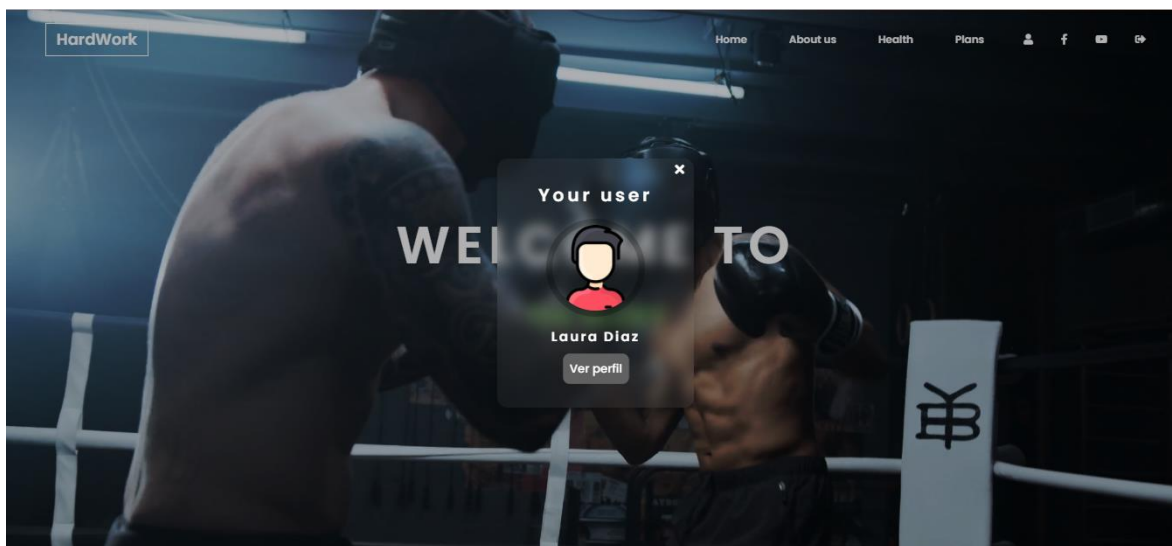 HardWork
Home About us Health Plans
Your user
WEL TO
Laura Diaz
Ver perfil